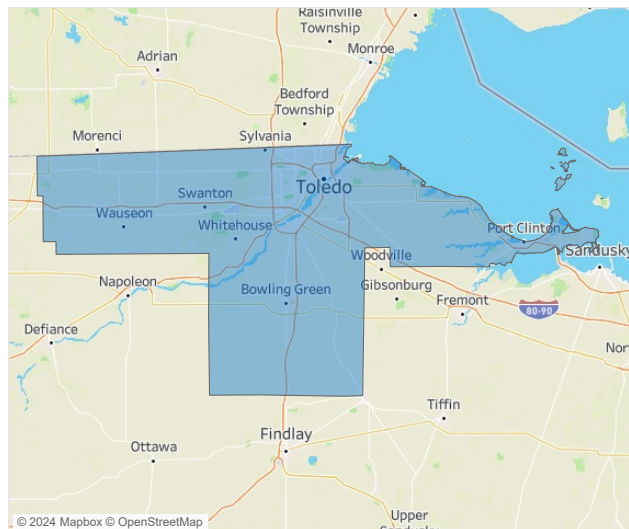 Raisinville
Township
Monroe
Adrian
Bedford
Township
Morenci
Sylvania
Toledo
Swanton
Wauseon
Whitehouse
Port Clinton
Sandusky
Woodville
Napoleon
Gibsonburg
Bowling Green
Fremont
80-90
Defiance
Nor
Tiffin
Findlay
Ottawa
Upper
© 2024 Mapbox © OpenStreetMap